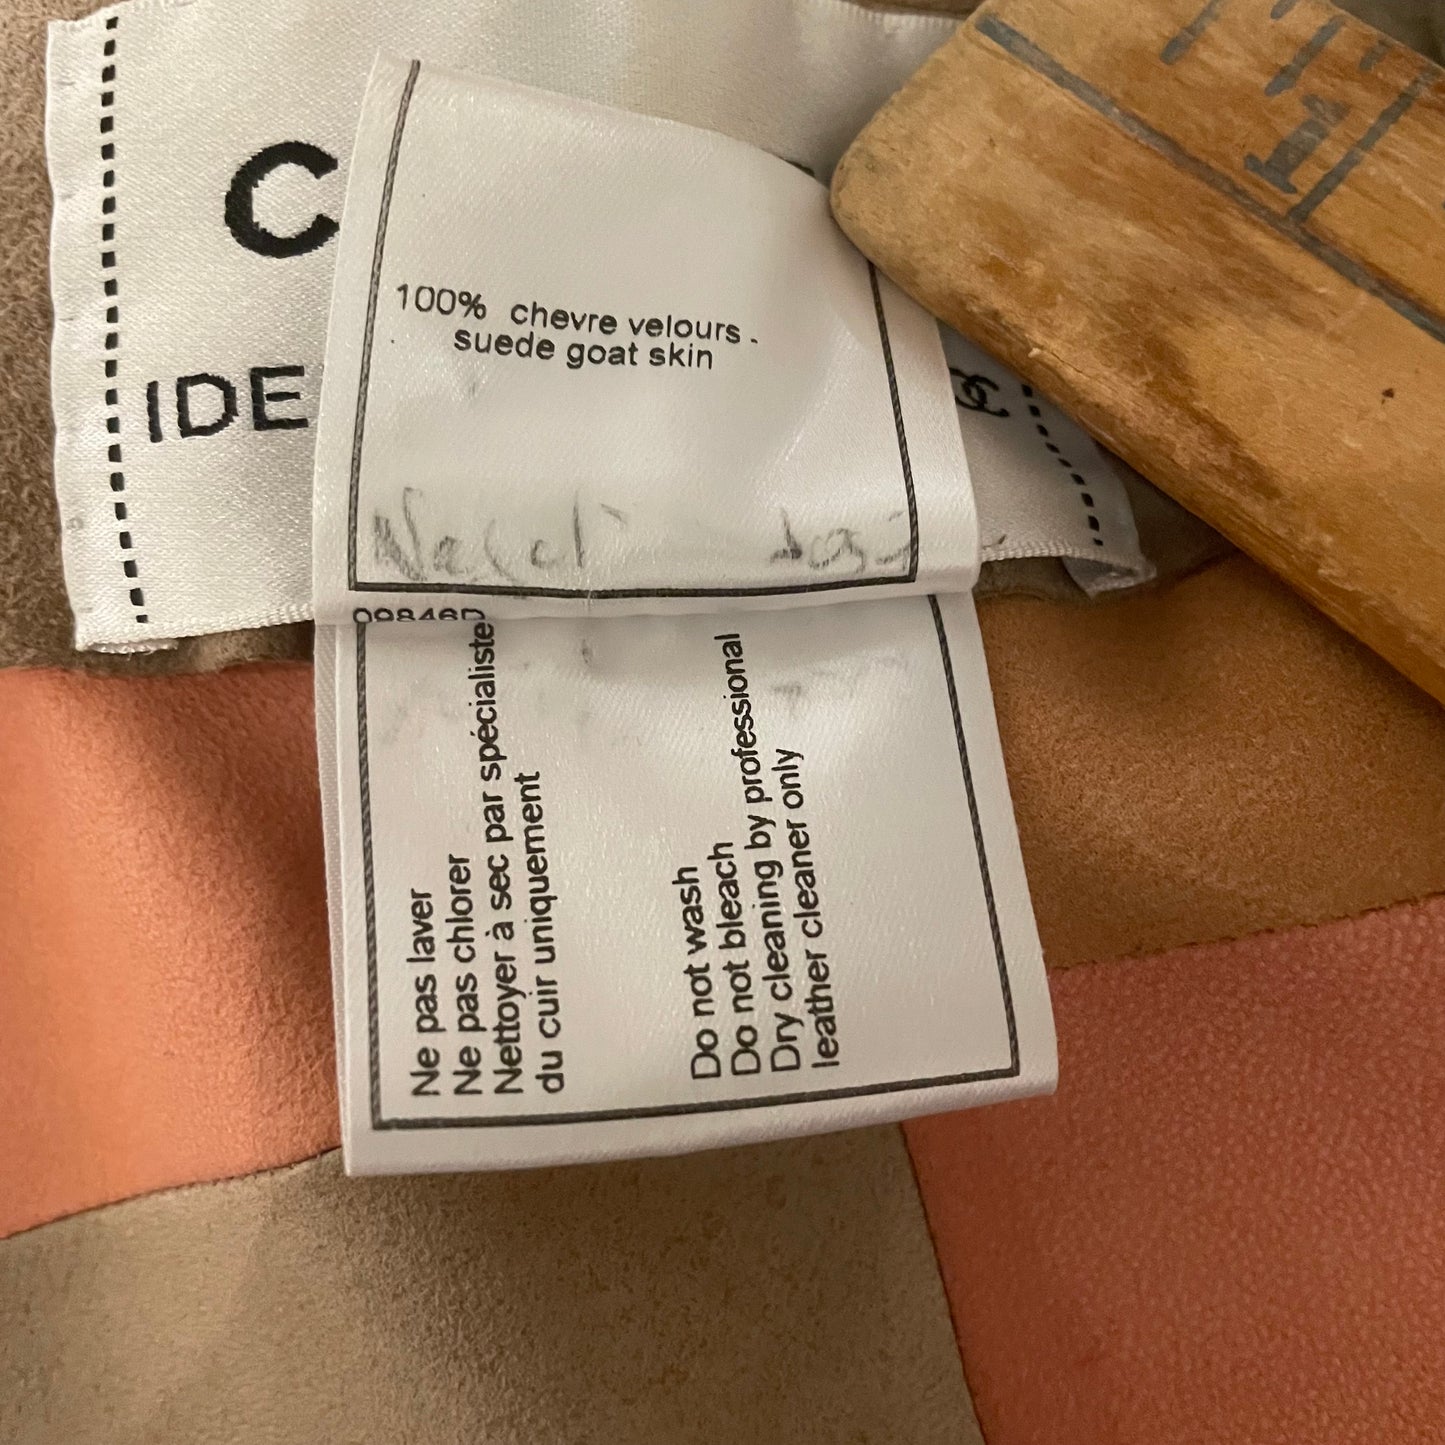 C
IDE
100% chevre velours.
suede goat skin
09846D
Ne pas laver
Ne pas chlorer
Nettoyer à sec par spécialiste
du cuir uniquement
Do not wash
Do not bleach
Dry cleaning by professional
leather cleaner only
1